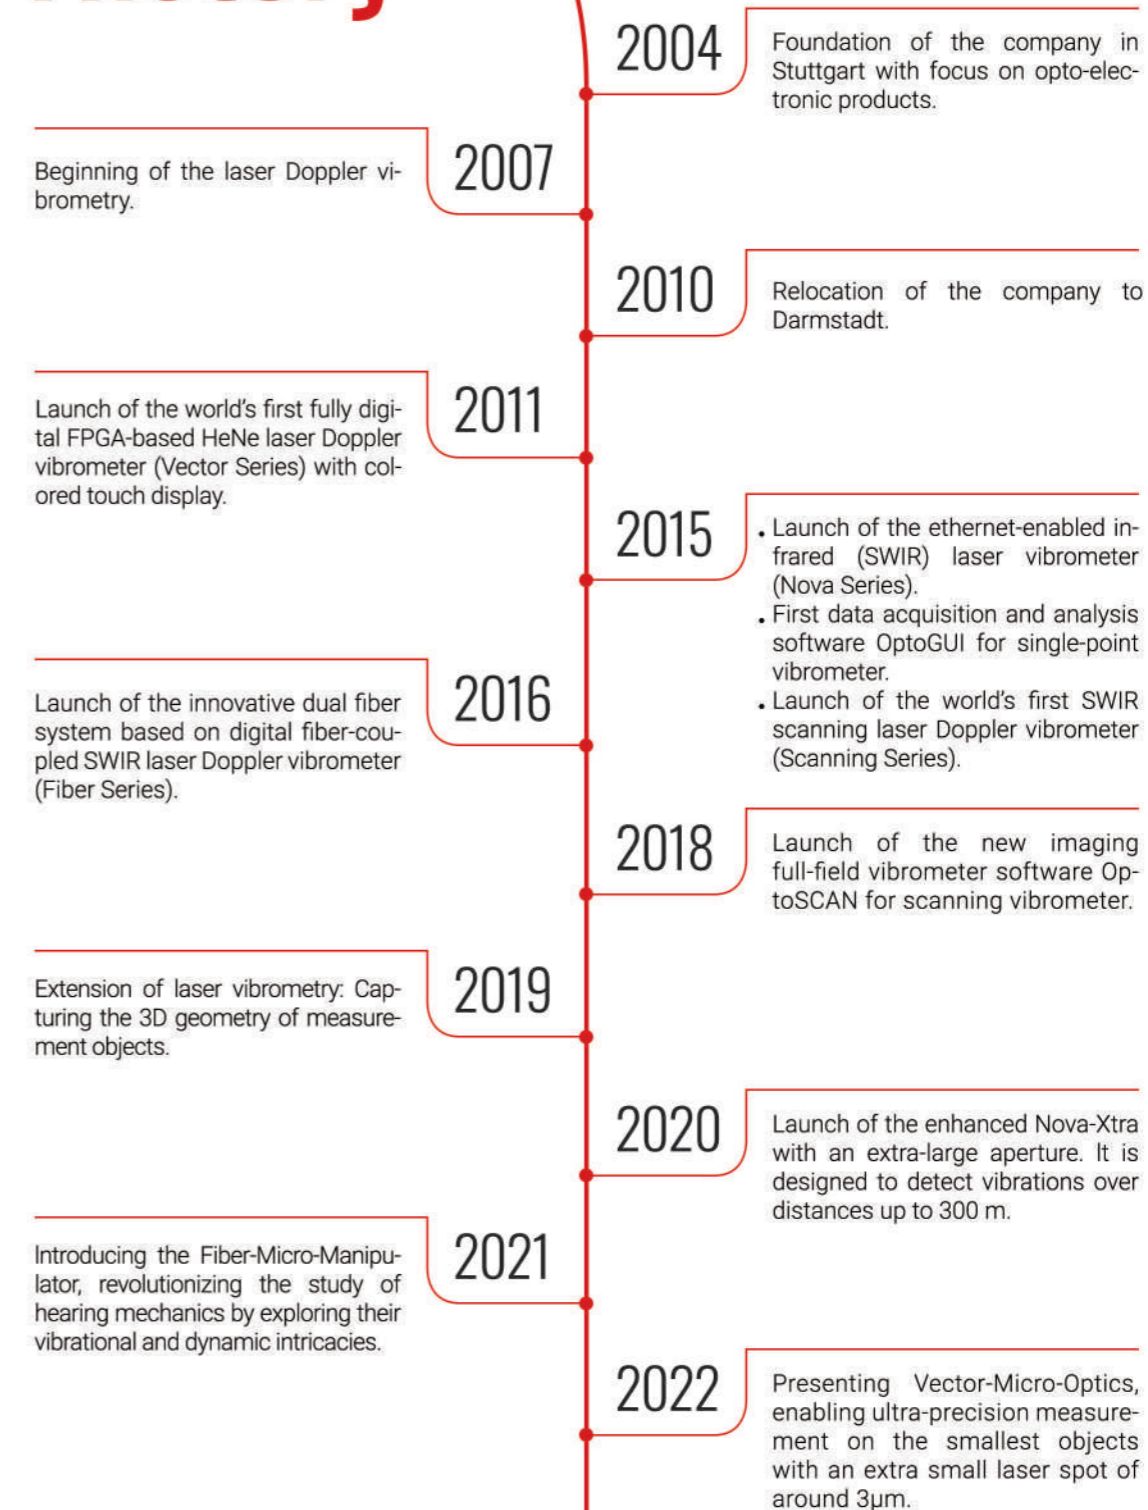 2004
Foundation of the company in
Stuttgart with focus on opto-elec-
tronic products.
2007
Beginning of the laser Doppler vi-
brometry.
2010
Relocation of the company to
Darmstadt.
2011
Launch of the world's first fully digi-
tal FPGA-based HeNe laser Doppler
vibrometer (Vector Series) with col-
ored touch display.
2015
• Launch of the ethernet-enabled in-
frared (SWIR) laser vibrometer
(Nova Series).
• First data acquisition and analysis
software OptoGUI for single-point
vibrometer.
• Launch of the world's first SWIR
scanning laser Doppler vibrometer
(Scanning Series).
2016
Launch of the innovative dual fiber
system based on digital fiber-cou-
pled SWIR laser Doppler vibrometer
(Fiber Series).
2018
Launch of the new imaging
full-field vibrometer software Op-
toSCAN for scanning vibrometer.
2019
Extension of laser vibrometry: Cap-
turing the 3D geometry of measure-
ment objects.
2020
Launch of the enhanced Nova-Xtra
with an extra-large aperture. It is
designed to detect vibrations over
distances up to 300 m.
2021
Introducing the Fiber-Micro-Manipu-
lator, revolutionizing the study of
hearing mechanics by exploring their
vibrational and dynamic intricacies.
2022
Presenting Vector-Micro-Optics,
enabling ultra-precision measure-
ment on the smallest objects
with an extra small laser spot of
around 3µm.